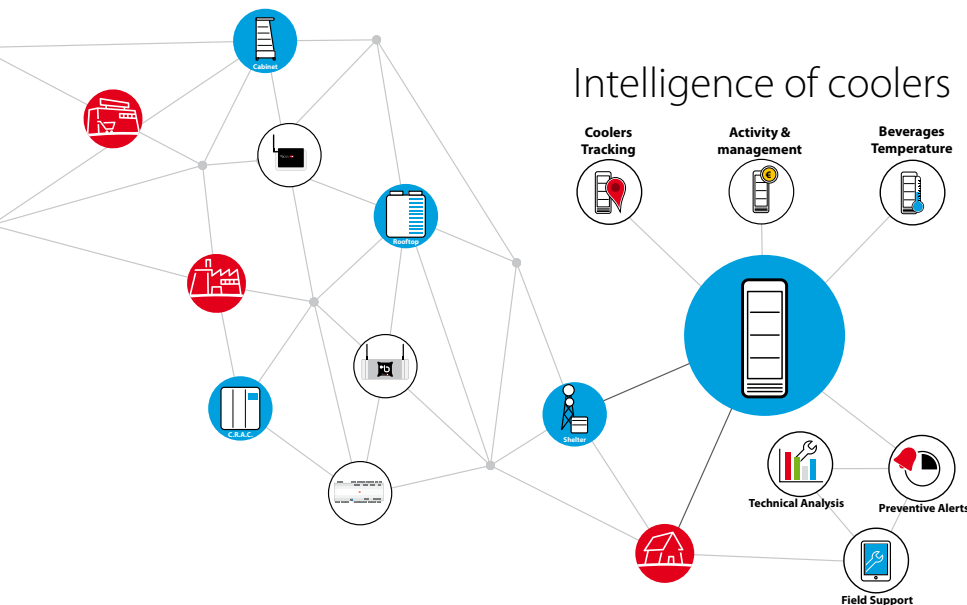 Cabinet
Intelligence of coolers
Coolers
Tracking
Activity &
management
Beverages
Temperature
€
Rooftop
C.R.A.C.
Shelter
Technical Analysis
Preventive Alerts
Field Support